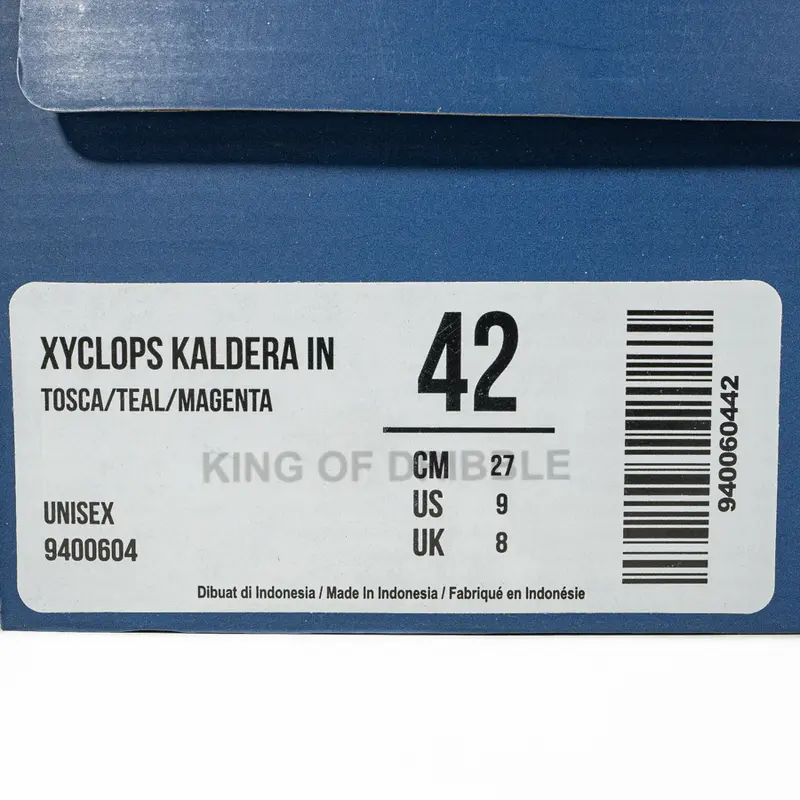 XYCLOPS KALDERA IN
TOSCA/TEAL/MAGENTA
42
CM 27
US 9
UK 8
KING OF DRIBBLE
UNISEX
9400604
Dibuat di Indonesia / Made In Indonesia / Fabriqué en Indonésie
940060442